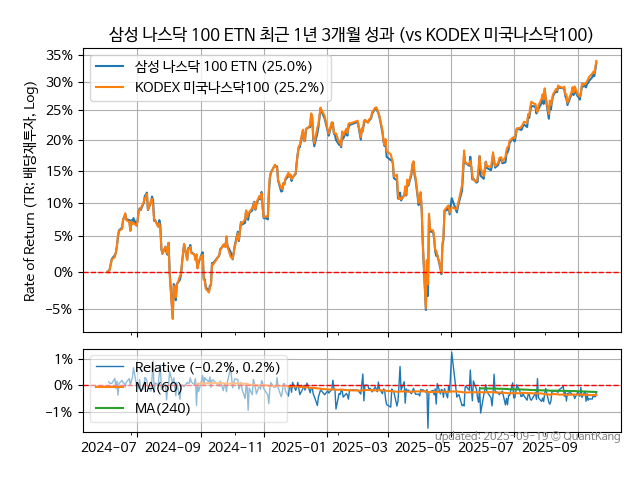 삼성 나스닥 100 ETN 최근 1년 3개월 성과 (vs KODEX 미국나스닥100)
Rate of Return (TR: 배당재투자, Log)
35%
30%
25%
20%
15%
10%
5%
0%
−5%
삼성 나스닥 100 ETN (25.0%)
KODEX 미국나스닥100 (25.2%)
1%
0%
−1%
Relative (−0.2%, 0.2%)
MA(60)
MA(240)
2024-07 2024-09 2024-11 2025-01 2025-03 2025-05 2025-07 2025-09
updated: 2025-09-19 © QuantKang